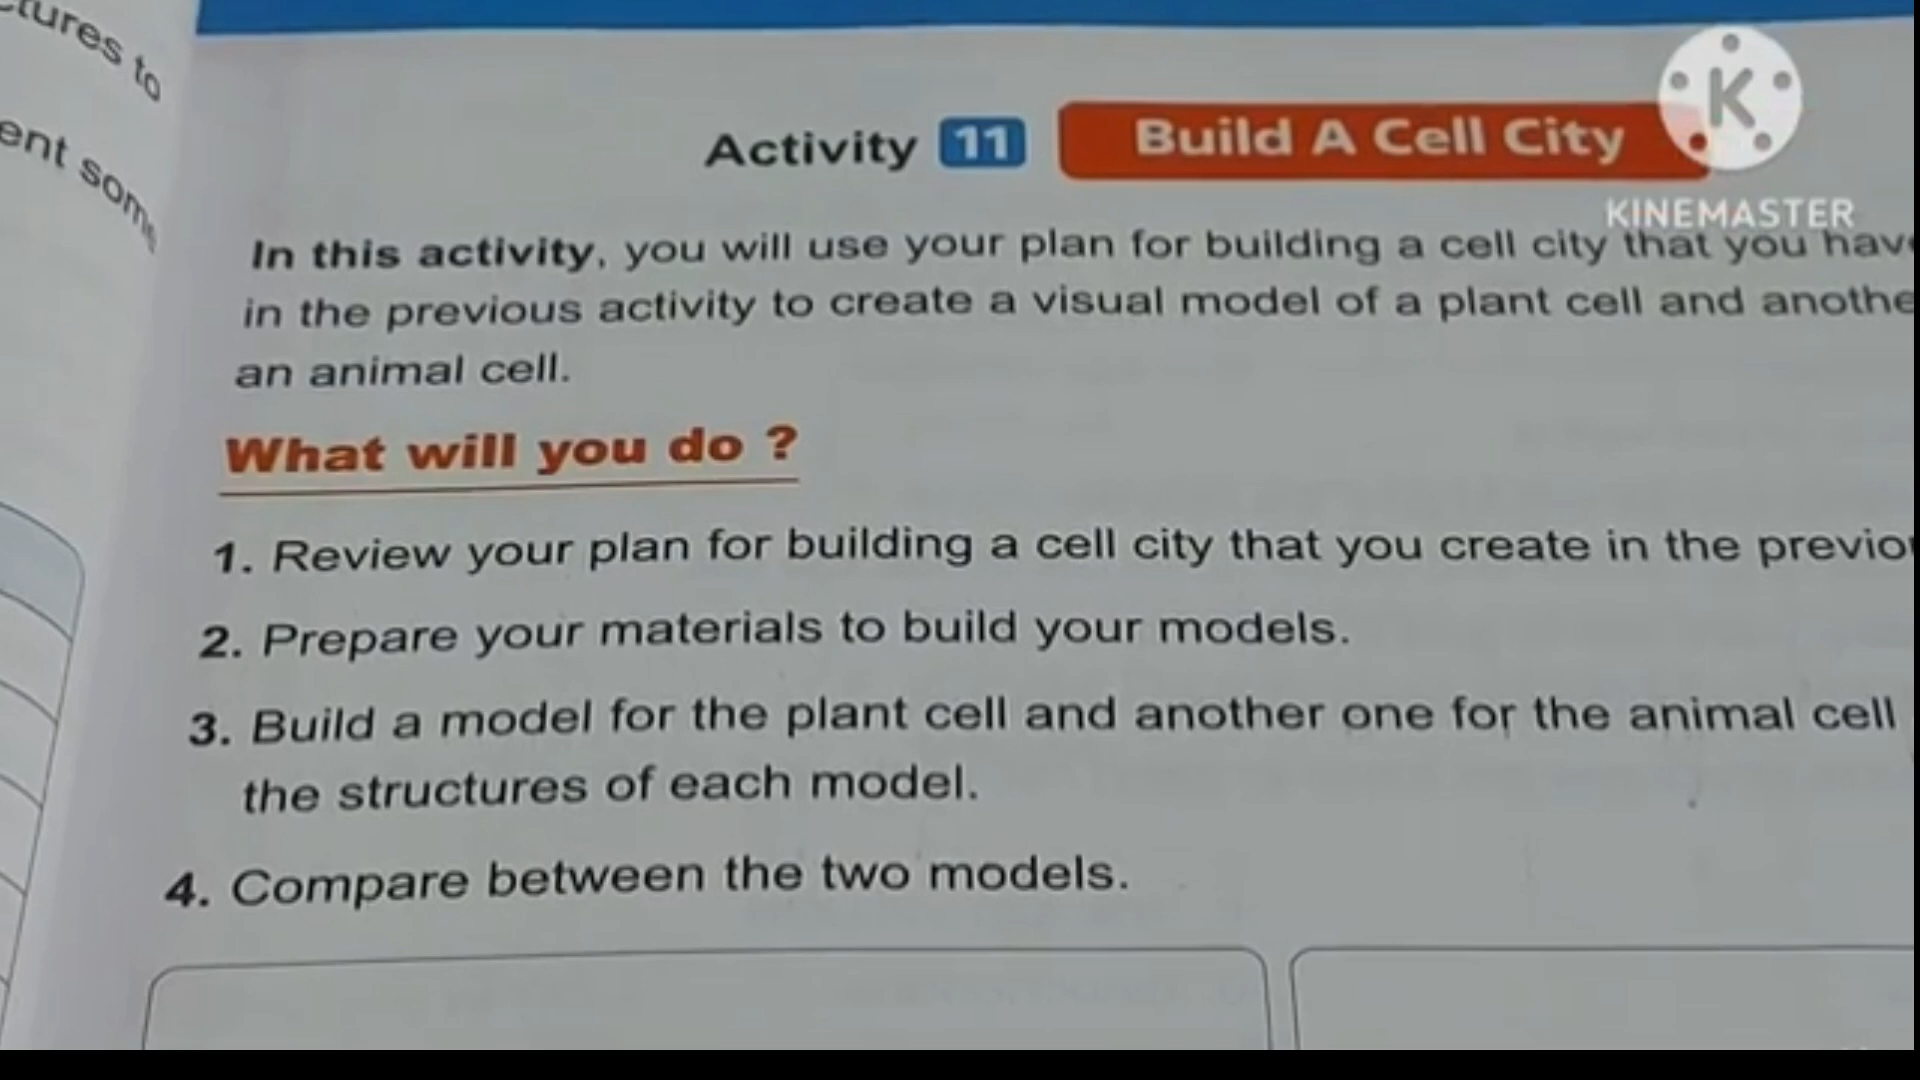 to
ent
Activity 11 Build A Cell City
K
KINEMASTER
In this activity, you will use your plan for building a cell city that you
in the previous activity to create a visual model of a plant cell and
an animal cell.
What will you do ?
1. Review your plan for building a cell city that you create in the
2. Prepare your materials to build your models.
3. Build a model for the plant cell and another one for the animal cell
the structures of each model.
4. Compare between the two models.